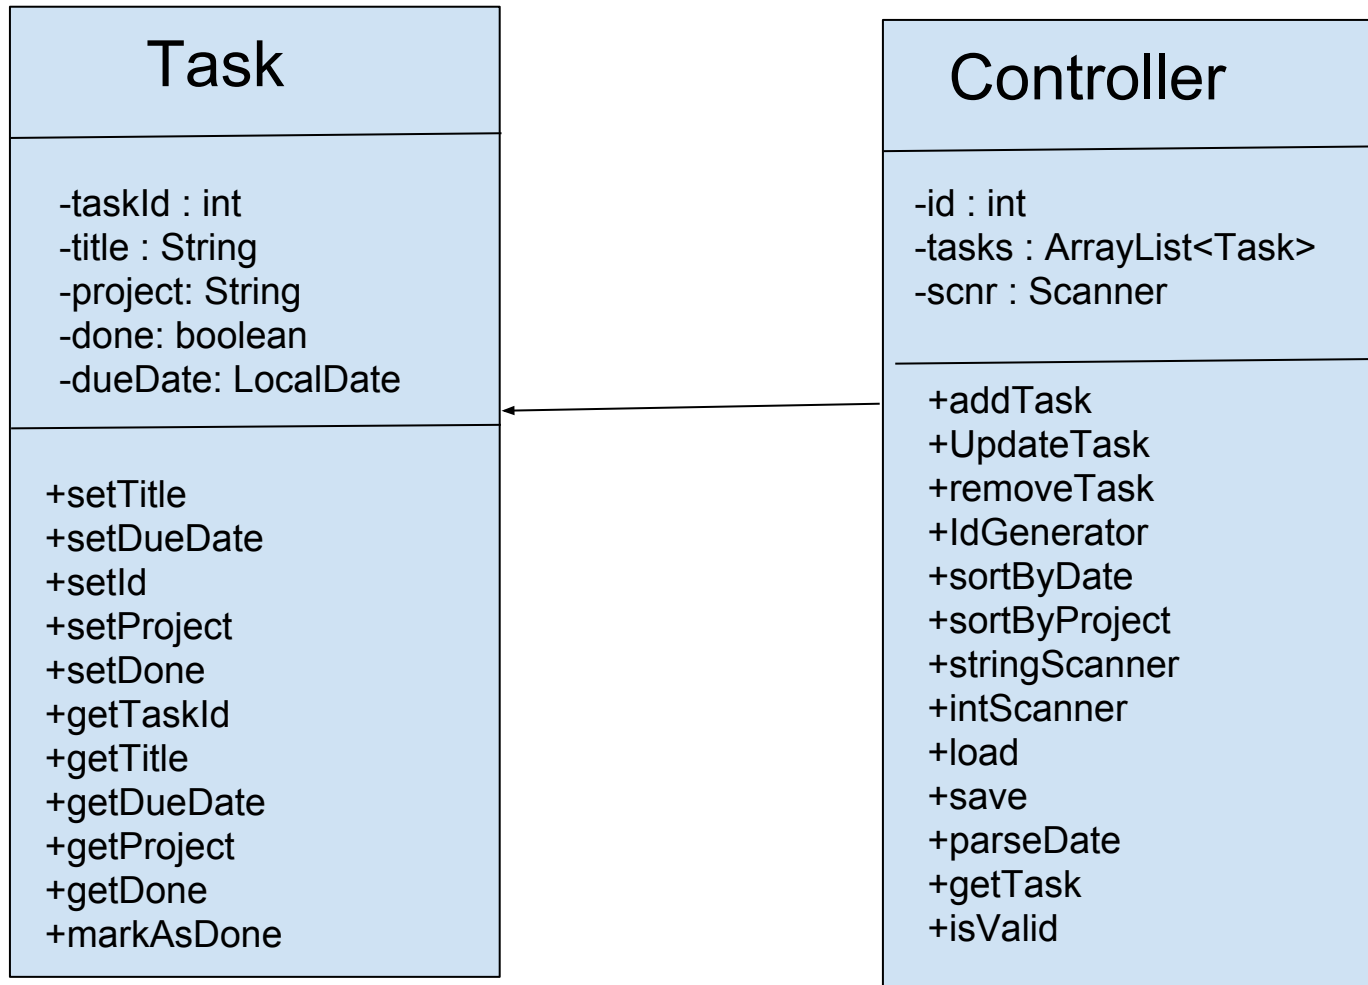 Task
-taskId : int
-title : String
-project: String
-done: boolean
-dueDate: LocalDate
+setTitle
+setDueDate
+setId
+setProject
+setDone
+getTaskId
+getTitle
+getDueDate
+getProject
+getDone
+markAsDone
Controller
-id : int
-tasks : ArrayList<Task>
-scnr : Scanner
+addTask
+UpdateTask
+removeTask
+IdGenerator
+sortByDate
+sortByProject
+stringScanner
+intScanner
+load
+save
+parseDate
+getTask
+isValid